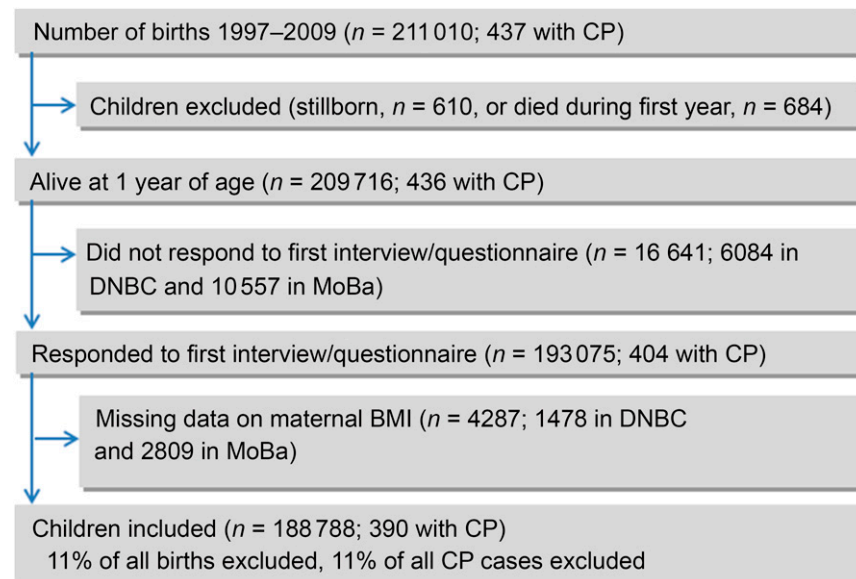 Number of births 1997–2009 (n = 211 010; 437 with CP)
Children excluded (stillborn, n = 610, or died during first year, n = 684)
Alive at 1 year of age (n = 209 716; 436 with CP)
Did not respond to first interview/questionnaire (n = 16 641; 6084 in
DNBC and 10 557 in MoBa)
Responded to first interview/questionnaire (n = 193 075; 404 with CP)
Missing data on maternal BMI (n = 4287; 1478 in DNBC
and 2809 in MoBa)
Children included (n = 188 788; 390 with CP)
11% of all births excluded, 11% of all CP cases excluded